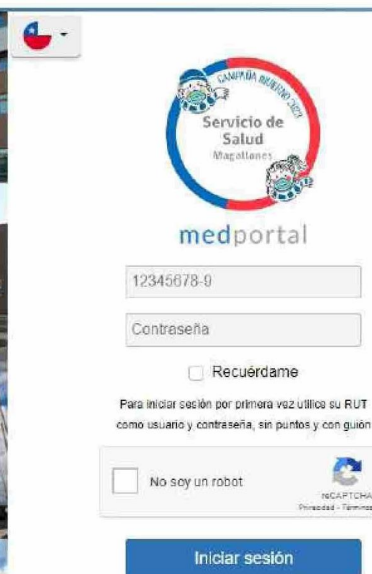 CAMPAÑA INVIERNO 2023
Servicio de
Salud
Magallanes
medportal
12345678-9
Contraseña
Recuérdame
Para iniciar sesión por primera vez utilice su RUT
como usuario y contraseña, sin puntos y con guión
No soy un robot
reCAPTCHA
Privacidad - Términos
Iniciar sesión